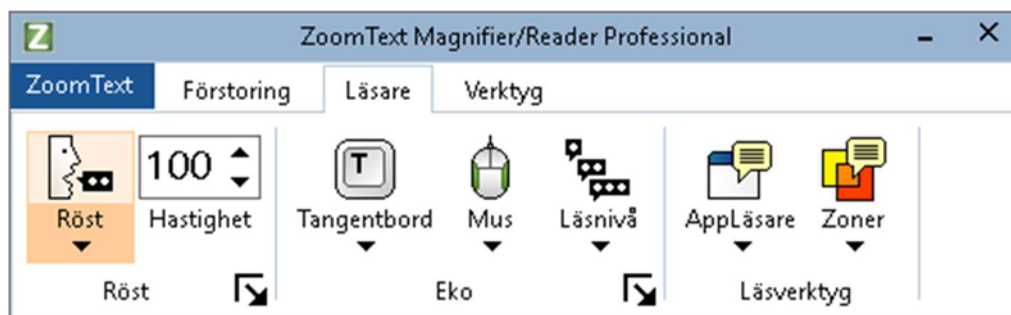 Z ZoomText Magnifier/Reader Professional
ZoomText Förstoring Läsare Verktyg
100 T
Röst Hastighet Tangentbord Mus Läsnivå AppLäsare Zoner
Röst Eko Läsverktyg